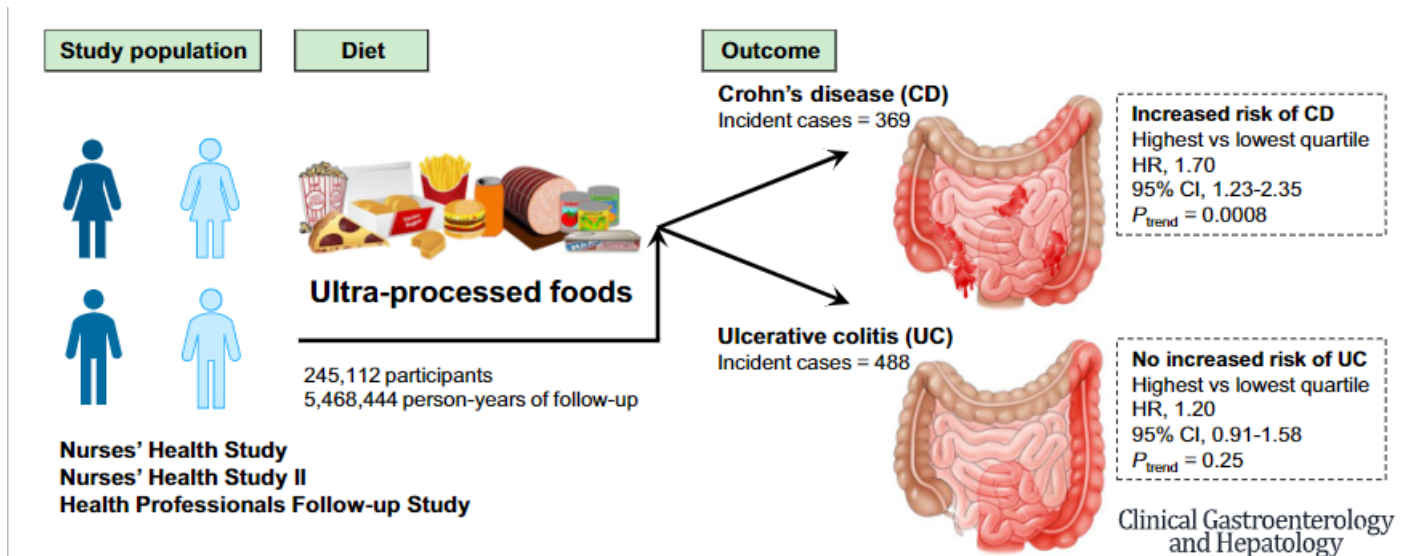 Study population
Diet
Outcome
Crohn's disease (CD)
Incident cases = 369
Increased risk of CD
Highest vs lowest quartile
HR, 1.70
95% CI, 1.23-2.35
P trend = 0.0008
Ultra-processed foods
245,112 participants
5,468,444 person-years of follow-up
Ulcerative colitis (UC)
Incident cases = 488
No increased risk of UC
Highest vs lowest quartile
HR, 1.20
95% CI, 0.91-1.58
P trend = 0.25
Nurses' Health Study
Nurses' Health Study II
Health Professionals Follow-up Study
Clinical Gastroenterology
and Hepatology